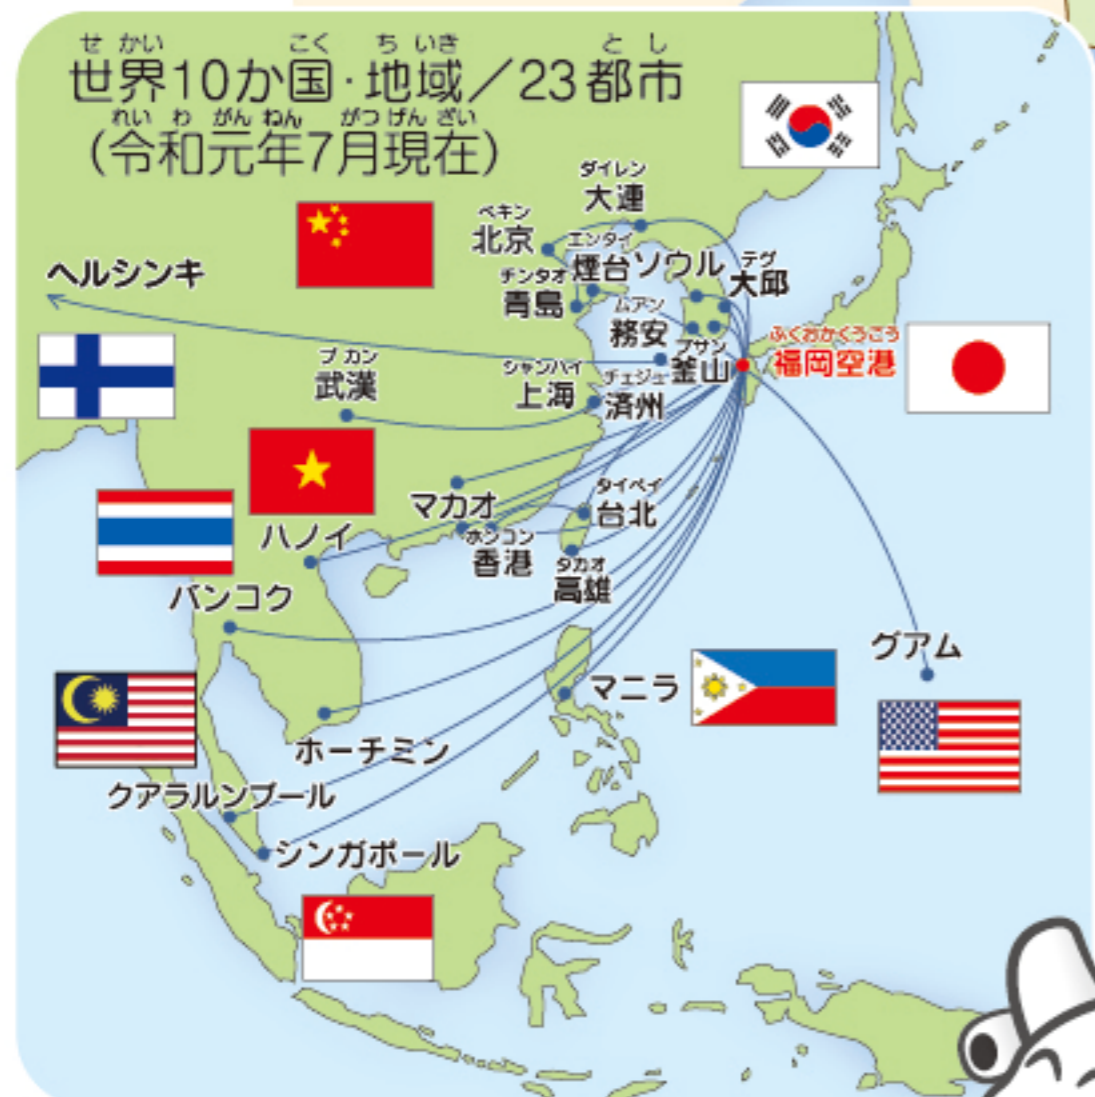 せかい こく ちいき とし
世界10か国・地域／23都市
れいわ がんねん がつげんざい
(令和元年7月現在)
ダイレン
大連
ペキン
北京
エンタイ
煙台
ソウル
テグ
大邱
チンタオ
青島
ヘルシンキ
ムアン
務安
プサン
釜山
ふくおかくうこう
福岡空港
ブカン
武漢
シャンハイ
上海
チェジュ
済州
マカオ
タイペイ
台北
ハノイ
ホンコン
香港
タカオ
高雄
バンコク
グアム
マニラ
ホーチミン
クアラルンプール
シンガポール